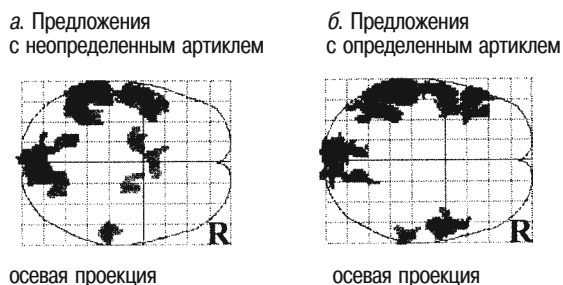 а. Предложения
с неопределенным артиклем
б. Предложения
с определенным артиклем
R
R
осевая проекция
осевая проекция